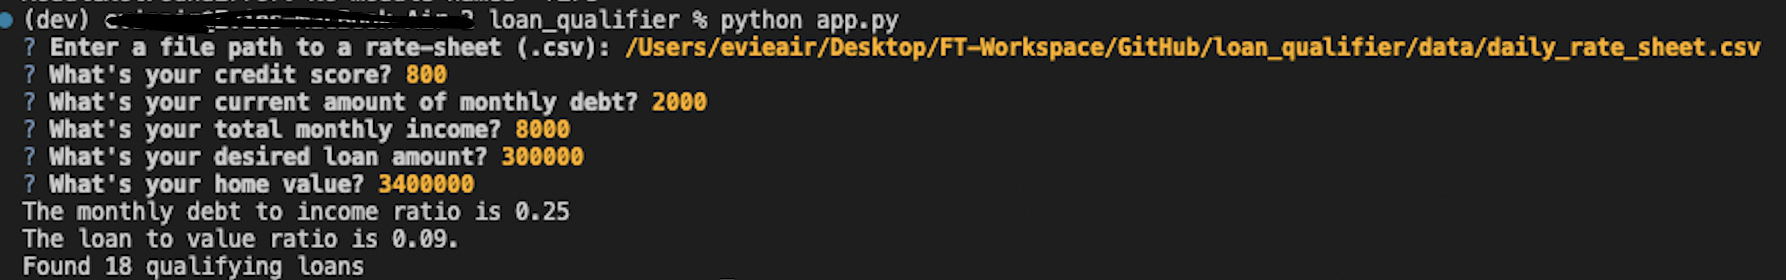 (dev) loan_qualifier % python app.py
? Enter a file path to a rate-sheet (.csv): /Users/evieair/Desktop/FT-Workspace/GitHub/loan_qualifier/data/daily_rate_sheet.csv
? What's your credit score? 800
? What's your current amount of monthly debt? 2000
? What's your total monthly income? 8000
? What's your desired loan amount? 300000
? What's your home value? 3400000
The monthly debt to income ratio is 0.25
The loan to value ratio is 0.09.
Found 18 qualifying loans